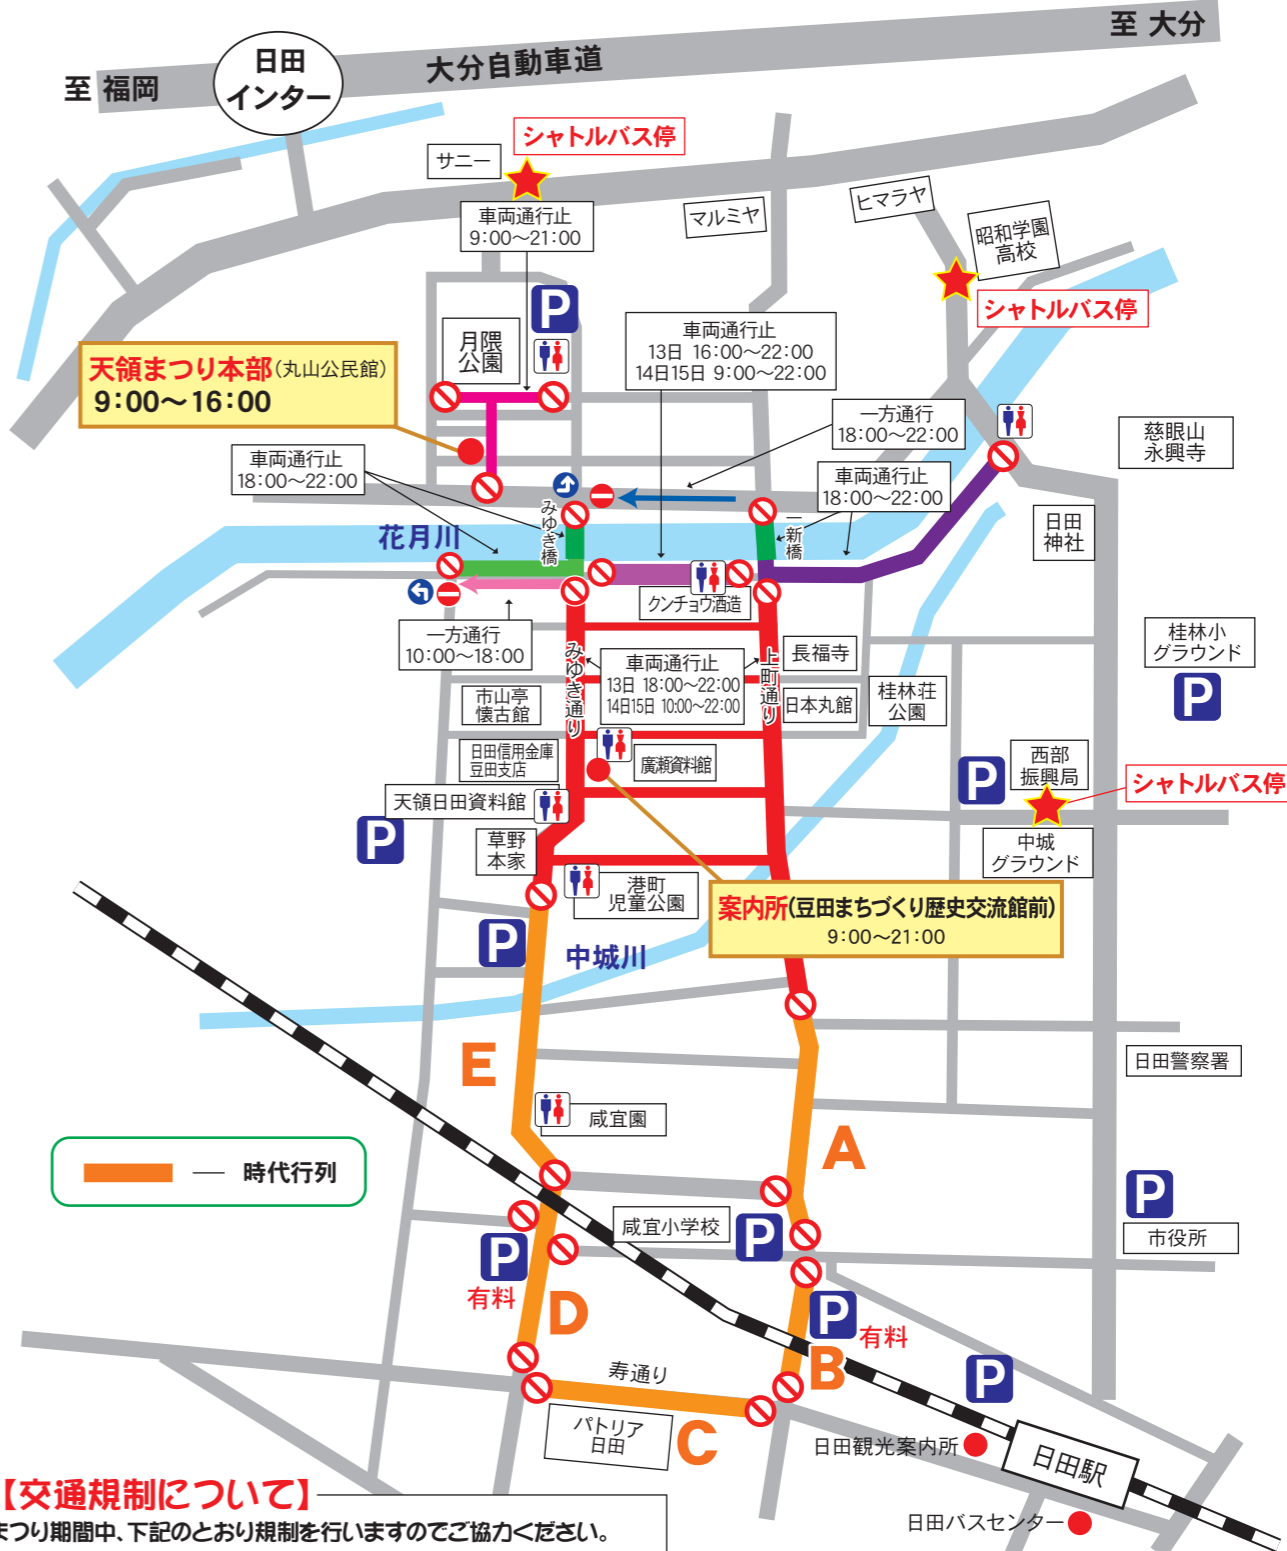 至 大分
大分自動車道
日田
インター
至 福岡
シャトルバス停
サニー
車両通行止
9:00〜21:00
マルミヤ
ヒマラヤ
昭和学園
高校
シャトルバス停
P
月隈
公園
車両通行止
13日 16:00〜22:00
14日15日 9:00〜22:00
天領まつり本部(丸山公民館)
9:00〜16:00
一方通行
18:00〜22:00
慈眼山
永興寺
車両通行止
18:00〜22:00
車両通行止
18:00〜22:00
みゆき橋
一新橋
日田
神社
花月川
クンチョウ酒造
一方通行
10:00〜18:00
みゆき通り
車両通行止
13日 18:00〜22:00
14日15日 10:00〜22:00
上町通り
長福寺
桂林小
グラウンド
P
市山亭
懐古館
日本丸館
桂林荘
公園
日田信用金庫
豆田支店
廣瀬資料館
西部
振興局
P
シャトルバス停
天領日田資料館
P
草野
本家
中城
グラウンド
港町
児童公園
案内所(豆田まちづくり歴史交流館前)
9:00〜21:00
P
中城川
E
日田警察署
咸宜園
A
時代行列
P
咸宜小学校
P
市役所
P
有料
D
P
有料
B
寿通り
P
パトリア
日田
C
日田観光案内所
日田駅
日田バスセンター
【交通規制について】
まつり期間中、下記のとおり規制を行いますのでご協力ください。